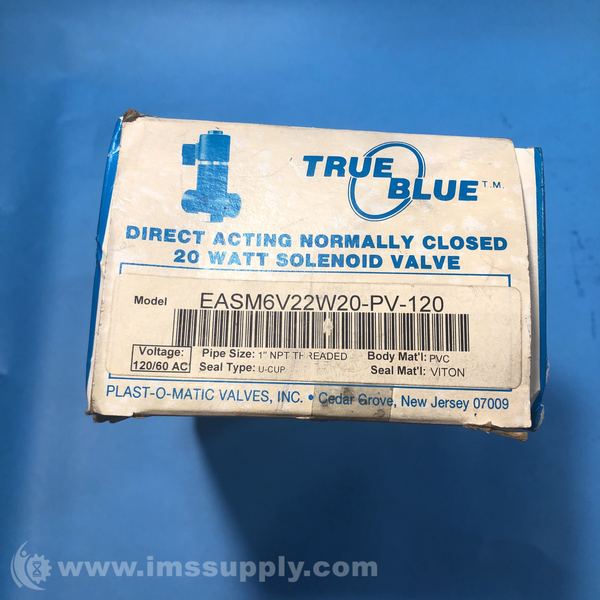 TRUE BLUE T.M.
DIRECT ACTING NORMALLY CLOSED
20 WATT SOLENOID VALVE
Model EASM6V22W20-PV-120
Voltage: 120/60 AC
Pipe Size: 1" NPT THREADED Body Mat'l: PVC
Seal Type: U-CUP Seal Mat'l: VITON
PLAST-O-MATIC VALVES, INC. • Cedar Grove, New Jersey 07009
www.imssupply.com